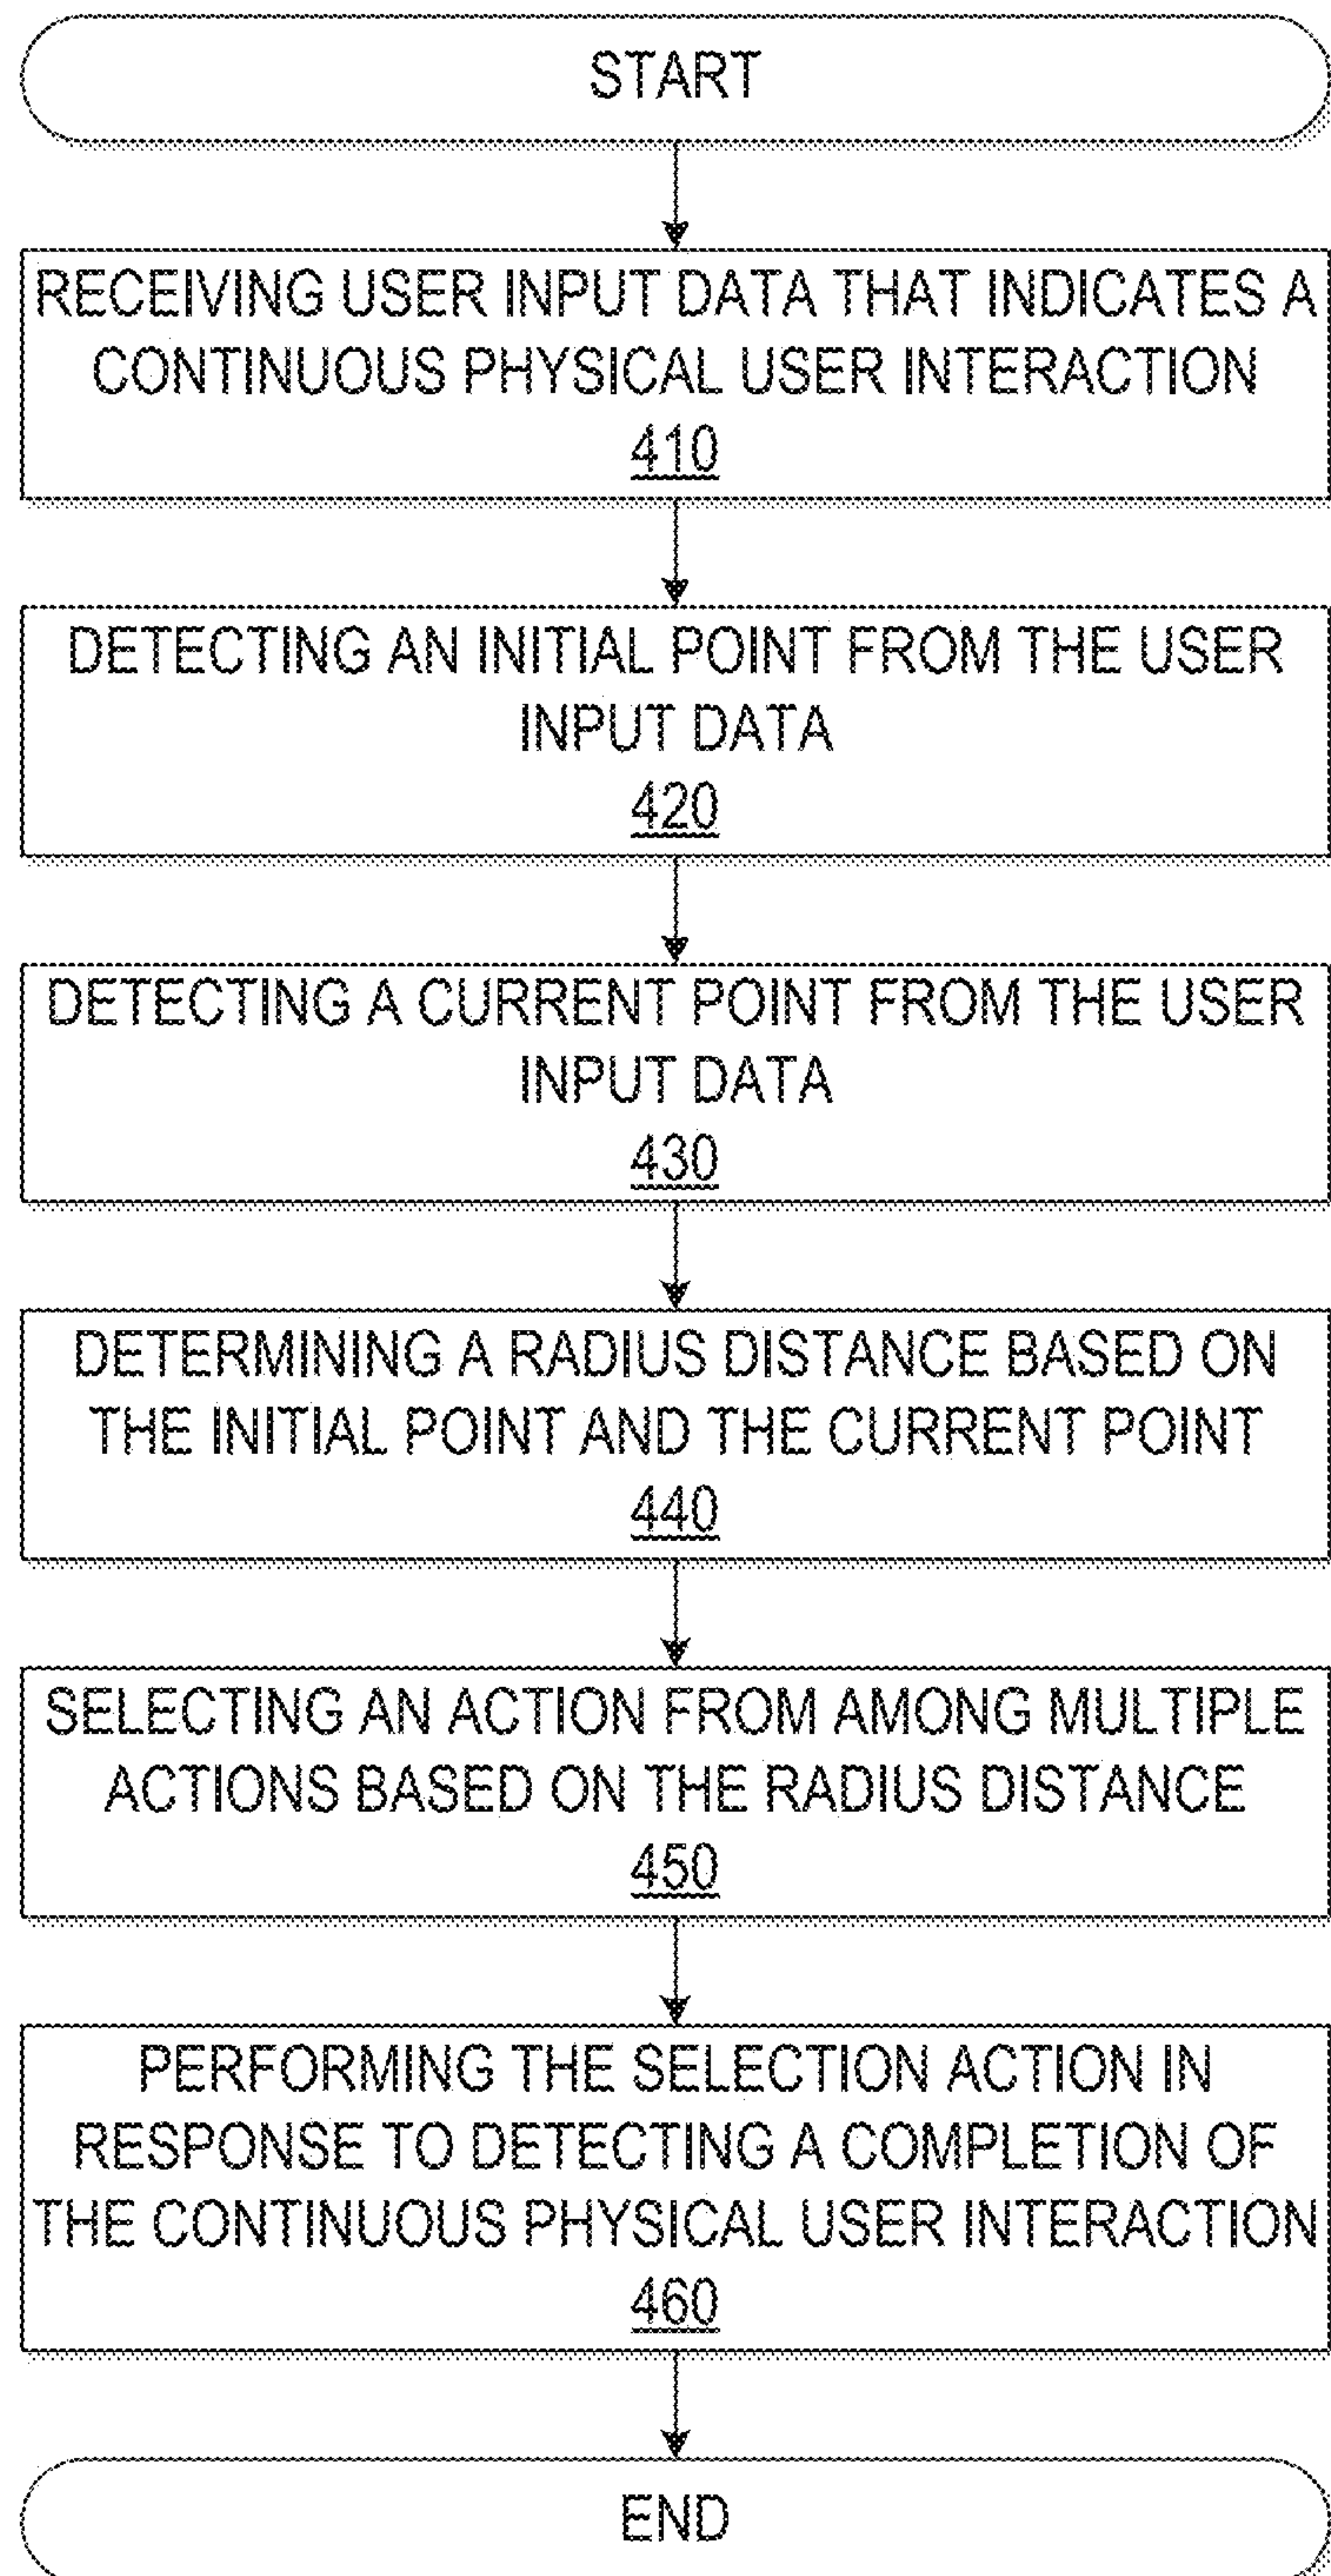 START
RECEIVING USER INPUT DATA THAT INDICATES A
CONTINUOUS PHYSICAL USER INTERACTION
410
DETECTING AN INITIAL POINT FROM THE USER
INPUT DATA
420
DETECTING A CURRENT POINT FROM THE USER
INPUT DATA
430
DETERMINING A RADIUS DISTANCE BASED ON
THE INITIAL POINT AND THE CURRENT POINT
440
SELECTING AN ACTION FROM AMONG MULTIPLE
ACTIONS BASED ON THE RADIUS DISTANCE
450
PERFORMING THE SELECTION ACTION IN
RESPONSE TO DETECTING A COMPLETION OF
THE CONTINUOUS PHYSICAL USER INTERACTION
460
END